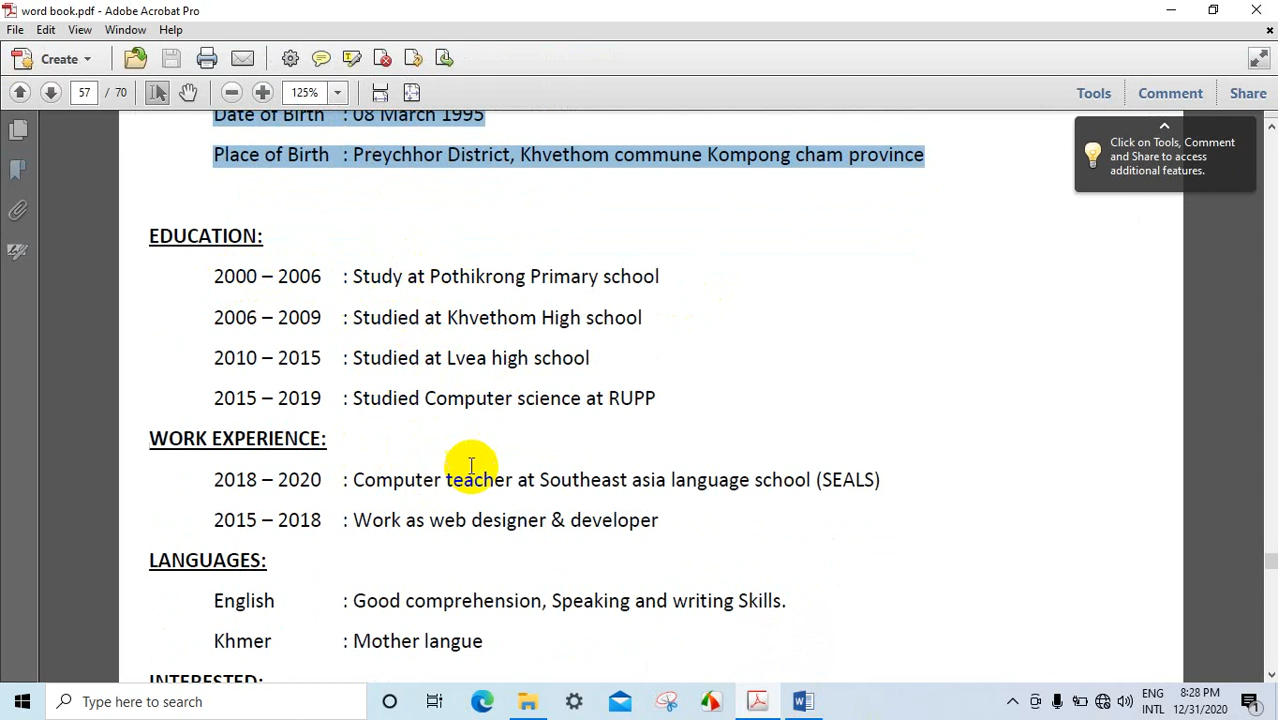 word book.pdf - Adobe Acrobat Pro
File Edit View Window Help
Create
57 / 70 125% Tools Comment Share
Click on Tools, Comment
and Share to access
additional features.
Date of Birth : 08 March 1995
Place of Birth : Preychhor District, Khvethom commune Kompong cham province
EDUCATION:
2000 – 2006 : Study at Pothikrong Primary school
2006 – 2009 : Studied at Khvethom High school
2010 – 2015 : Studied at Lvea high school
2015 – 2019 : Studied Computer science at RUPP
WORK EXPERIENCE:
2018 – 2020 : Computer teacher at Southeast asia language school (SEALS)
2015 – 2018 : Work as web designer & developer
LANGUAGES:
English : Good comprehension, Speaking and writing Skills.
Khmer : Mother langue
INTERESTED:
Type here to search
ENG
INTL
8:28 PM
12/31/2020
1